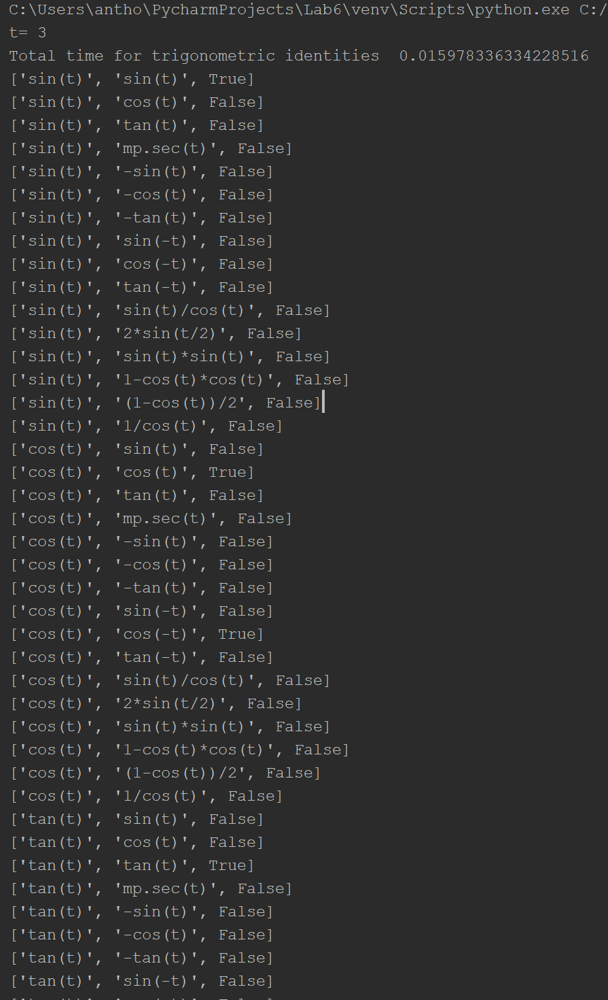 C:\Users\antho\PycharmProjects\Lab6\venv\Scripts\python.exe C:/
t= 3
Total time for trigonometric identities  0.015978336334228516
['sin(t)', 'sin(t)', True]
['sin(t)', 'cos(t)', False]
['sin(t)', 'tan(t)', False]
['sin(t)', 'mp.sec(t)', False]
['sin(t)', '-sin(t)', False]
['sin(t)', '-cos(t)', False]
['sin(t)', '-tan(t)', False]
['sin(t)', 'sin(-t)', False]
['sin(t)', 'cos(-t)', False]
['sin(t)', 'tan(-t)', False]
['sin(t)', 'sin(t)/cos(t)', False]
['sin(t)', '2*sin(t/2)', False]
['sin(t)', 'sin(t)*sin(t)', False]
['sin(t)', '1-cos(t)*cos(t)', False]
['sin(t)', '(1-cos(t))/2', False]
['sin(t)', '1/cos(t)', False]
['cos(t)', 'sin(t)', False]
['cos(t)', 'cos(t)', True]
['cos(t)', 'tan(t)', False]
['cos(t)', 'mp.sec(t)', False]
['cos(t)', '-sin(t)', False]
['cos(t)', '-cos(t)', False]
['cos(t)', '-tan(t)', False]
['cos(t)', 'sin(-t)', False]
['cos(t)', 'cos(-t)', True]
['cos(t)', 'tan(-t)', False]
['cos(t)', 'sin(t)/cos(t)', False]
['cos(t)', '2*sin(t/2)', False]
['cos(t)', 'sin(t)*sin(t)', False]
['cos(t)', '1-cos(t)*cos(t)', False]
['cos(t)', '(1-cos(t))/2', False]
['cos(t)', '1/cos(t)', False]
['tan(t)', 'sin(t)', False]
['tan(t)', 'cos(t)', False]
['tan(t)', 'tan(t)', True]
['tan(t)', 'mp.sec(t)', False]
['tan(t)', '-sin(t)', False]
['tan(t)', '-cos(t)', False]
['tan(t)', '-tan(t)', False]
['tan(t)', 'sin(-t)', False]